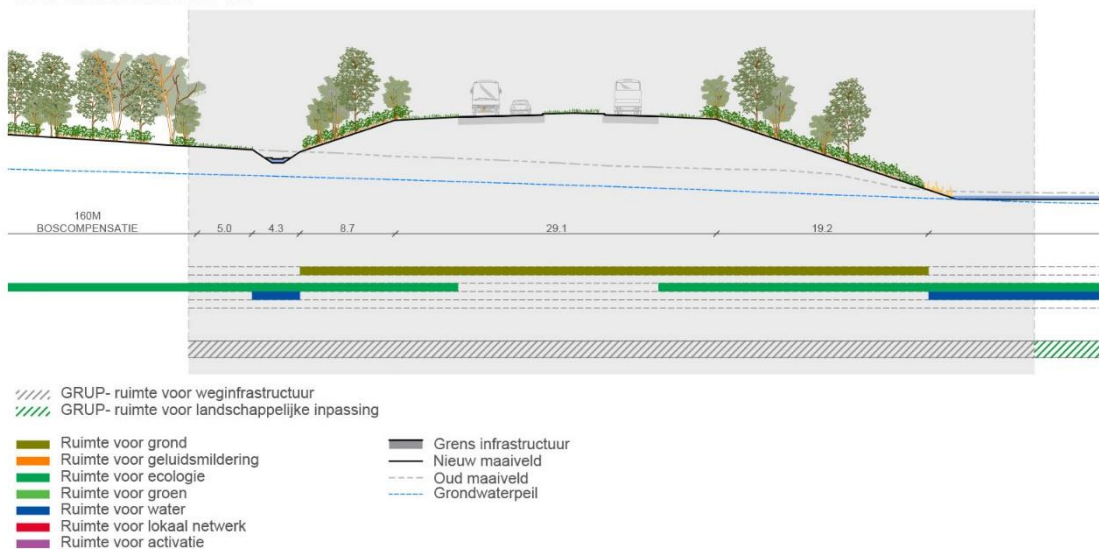 160M
BOSCOMPENSATIE
5.0
4.3
8.7
29.1
19.2
GRUP- ruimte voor weginfrastructuur
GRUP- ruimte voor landschappelijke inpassing
Ruimte voor grond
Ruimte voor geluidsmildering
Ruimte voor ecologie
Ruimte voor groen
Ruimte voor water
Ruimte voor lokaal netwerk
Ruimte voor activatie
Grens infrastructuur
Nieuw maaiveld
Oud maaiveld
Grondwaterpeil